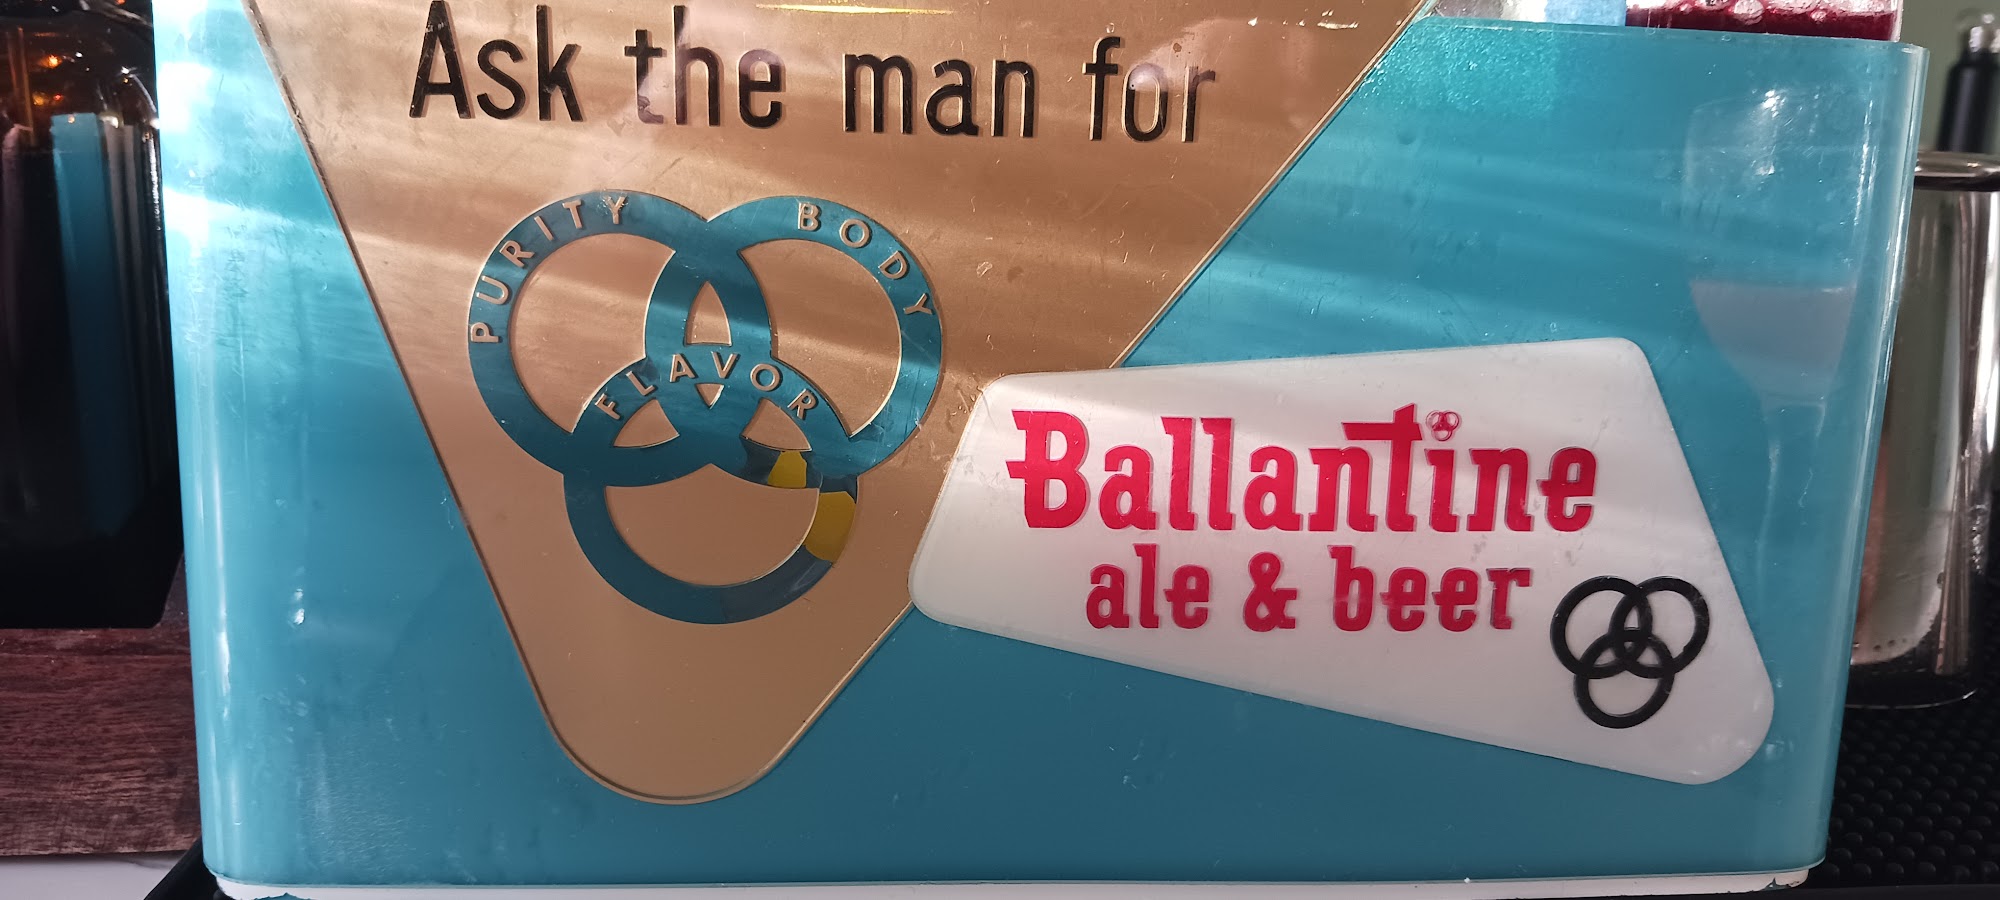 Ask the man for
PURITY
BODY
FLAVOR
Ballantine
ale & beer